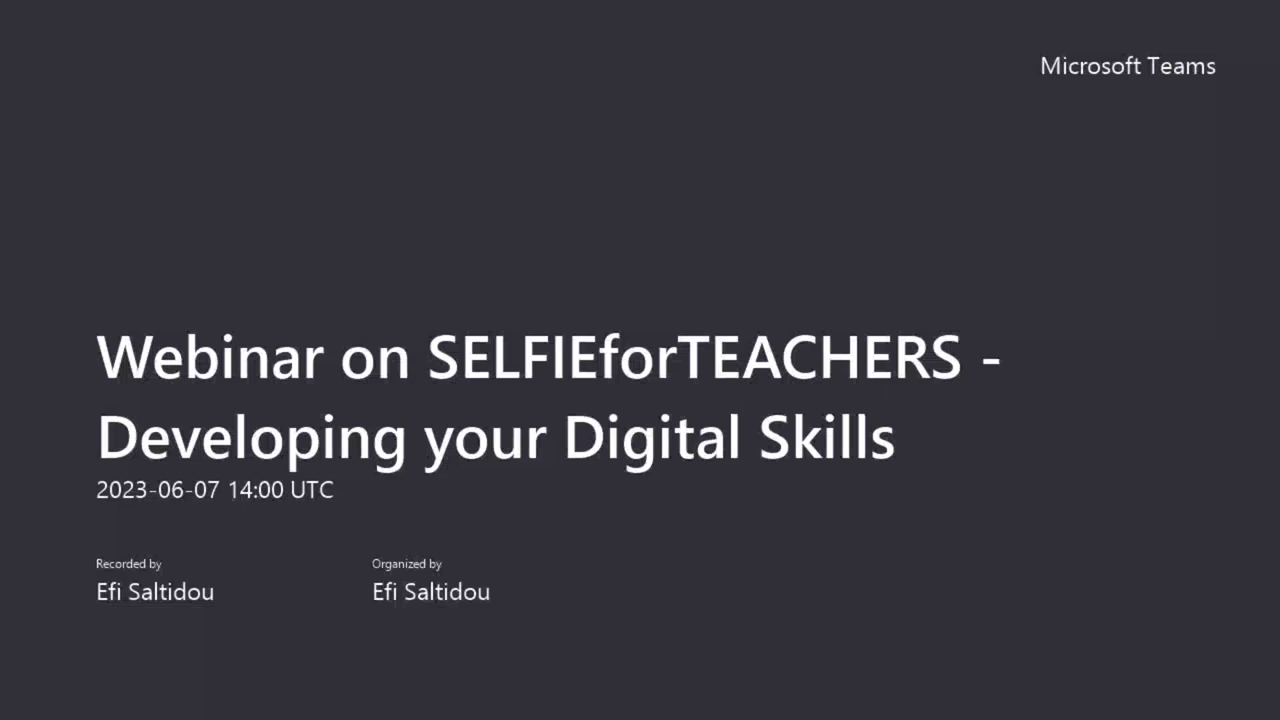 Microsoft Teams
Webinar on SELFIEforTEACHERS -
Developing your Digital Skills
2023-06-07 14:00 UTC
Recorded by
Efi Saltidou
Organized by
Efi Saltidou